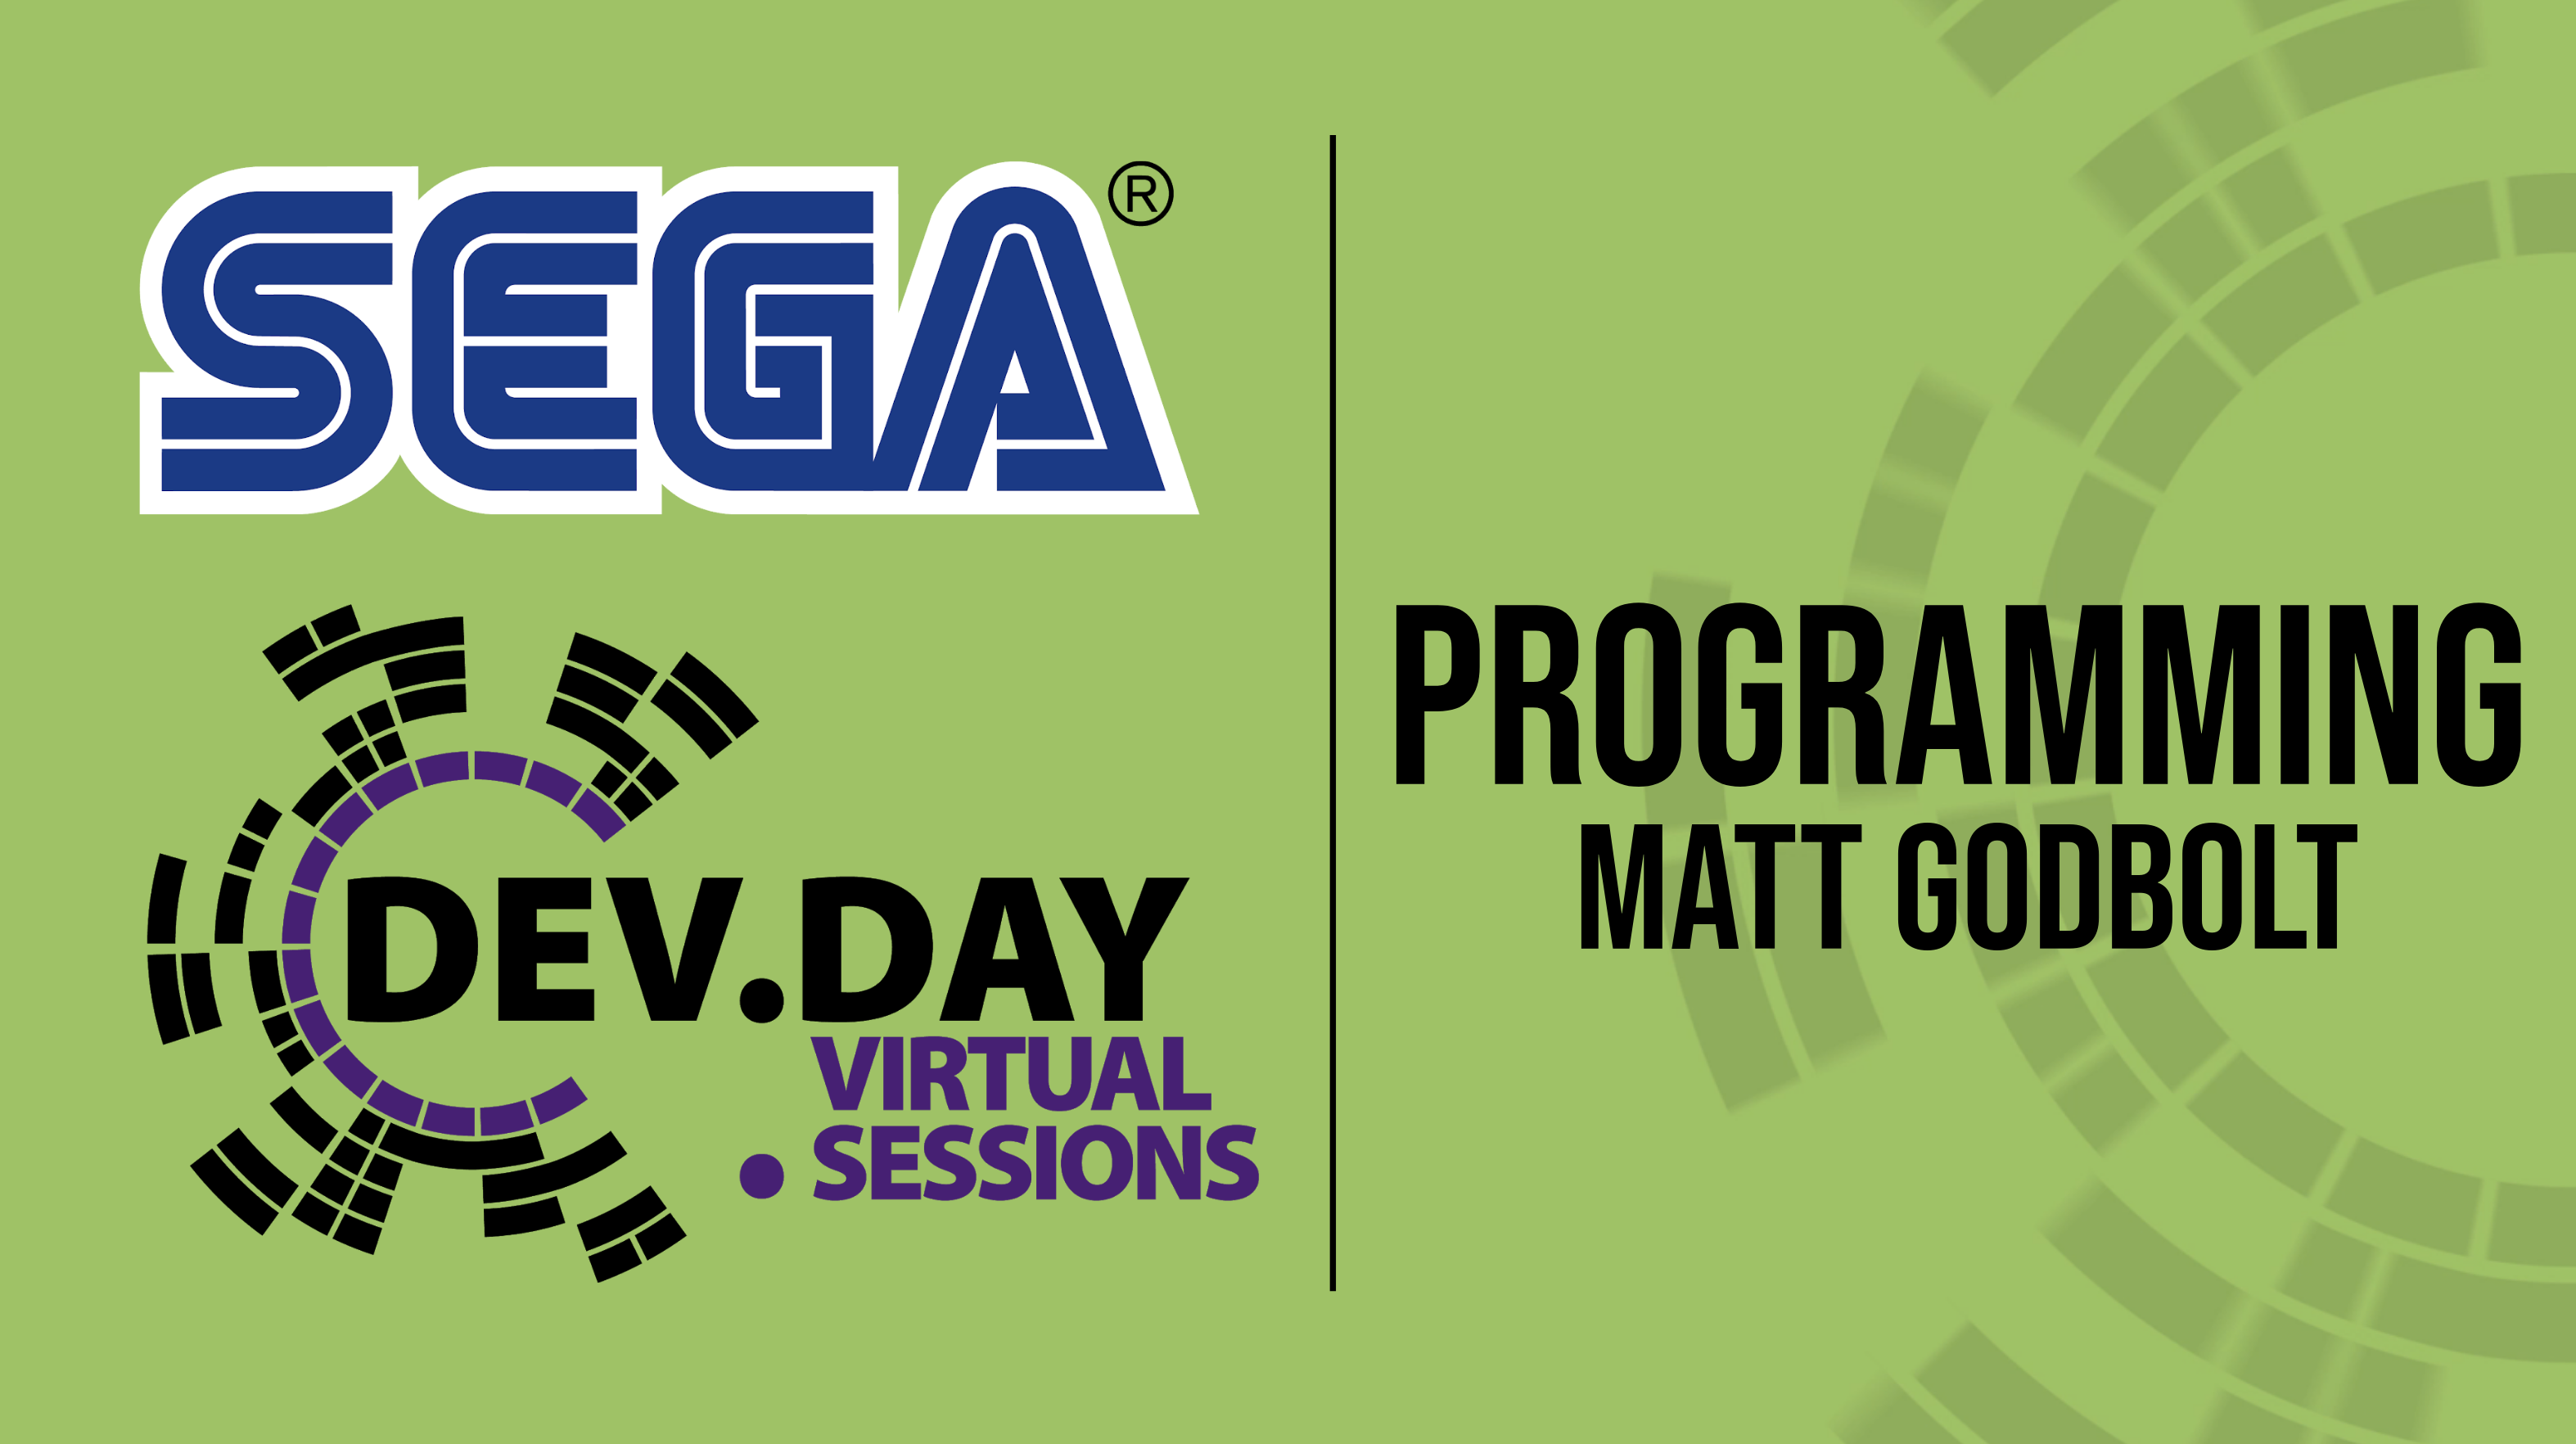 SEGA®
DEV.DAY
VIRTUAL
.SESSIONS
PROGRAMMING
MATT GODBOLT